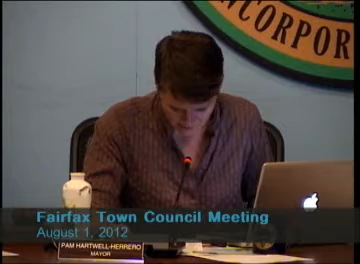 INCORPOR
Fairfax Town Council Meeting
August 1, 2012
PAM HARTWELL-HERRERO
MAYOR